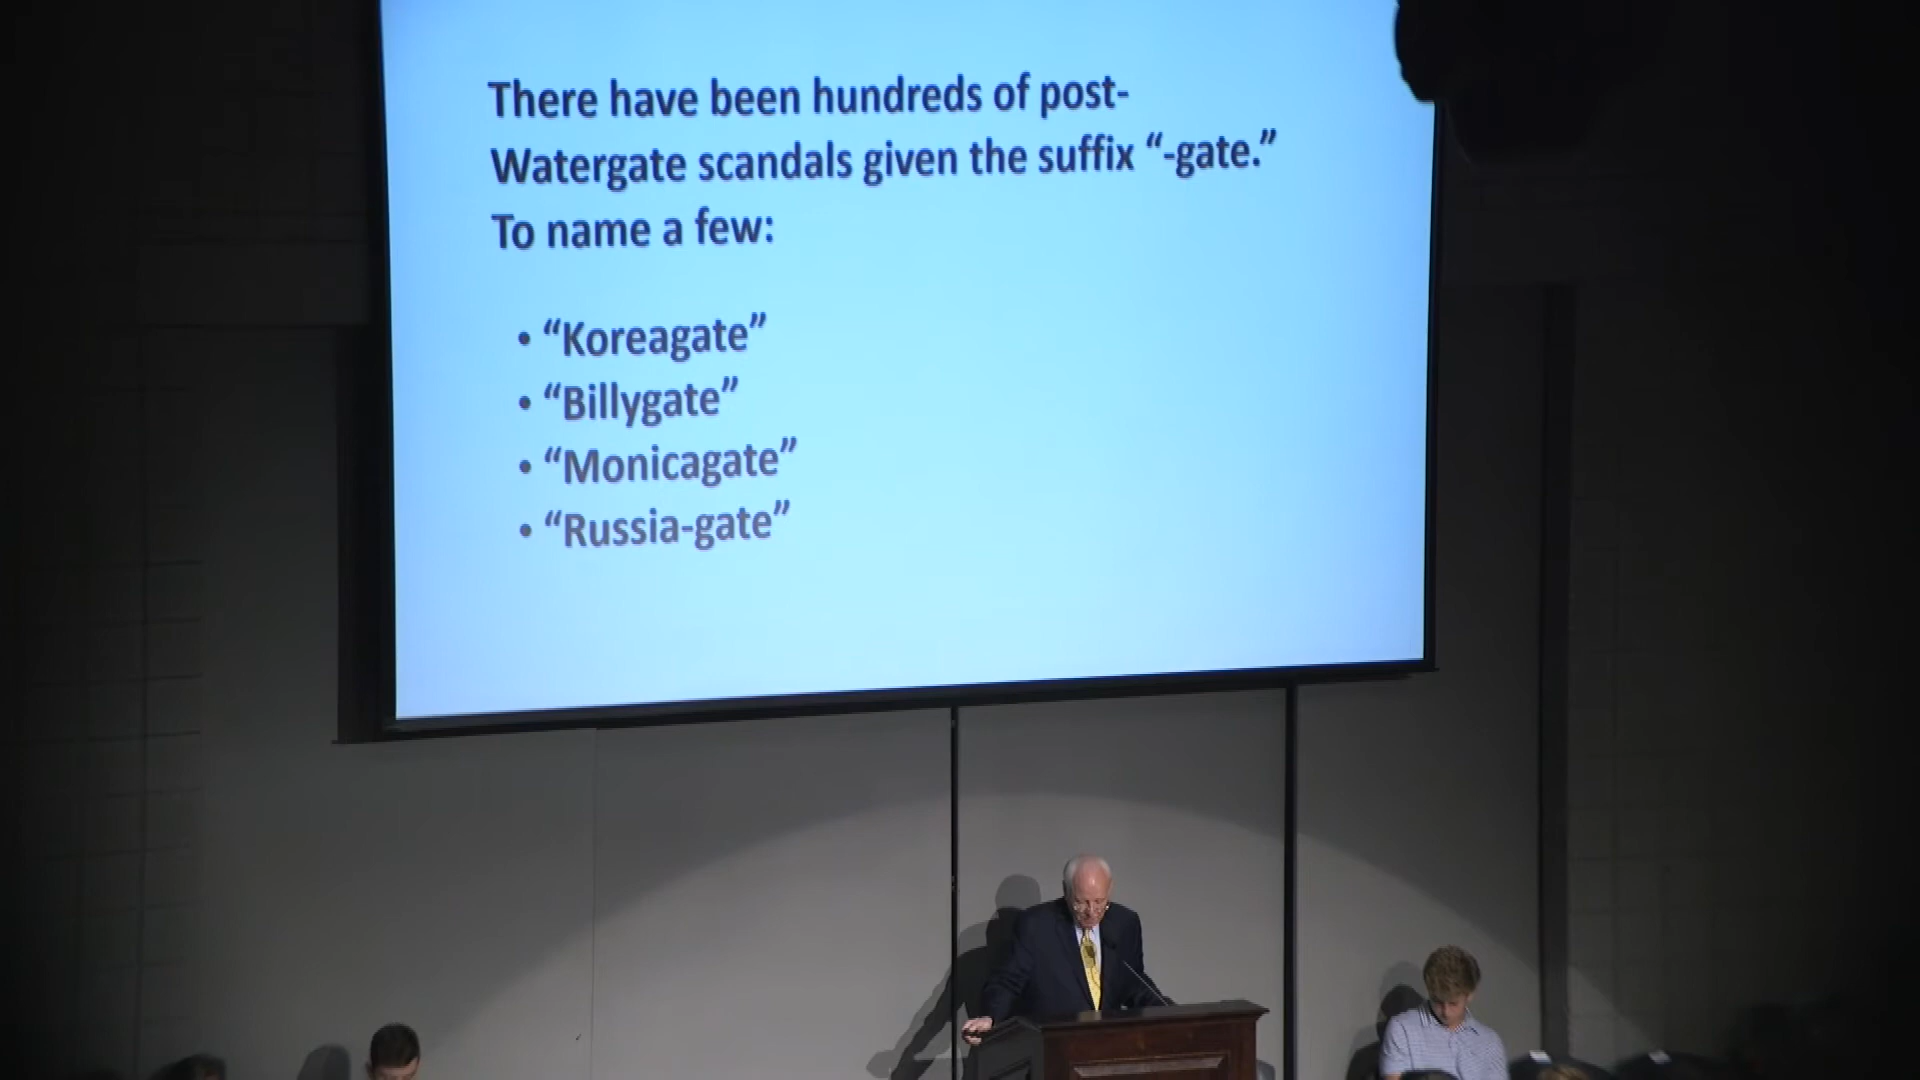 There have been hundreds of post-
Watergate scandals given the suffix “-gate.”
To name a few:
• “Koreagate”
• “Billygate”
• “Monicagate”
• “Russia-gate”